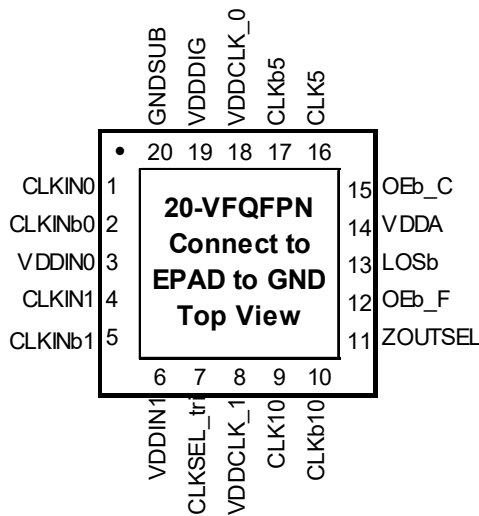 GNDSUB
VDDDIG
VDDCLK_0
CLKb5
CLK5
20 19 18 17 16
CLKIN0 1
CLKINb0 2
VDDIN0 3
CLKIN1 4
CLKINb1 5
20-VFQFPN
Connect to
EPAD to GND
Top View
15 OEb_C
14 VDDA
13 LOSb
12 OEb_F
11 ZOUTSEL
6 7 8 9 10
VDDIN1
CLKSEL_tri
VDDCLK_1
CLK10
CLKb10